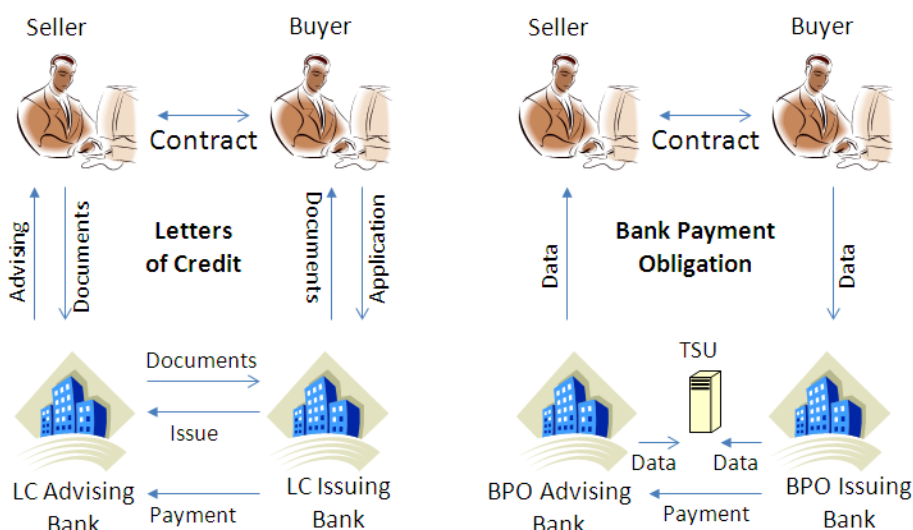 Seller
Buyer
Contract
Advising
Documents
Letters
of Credit
Documents
Application
Documents
Issue
LC Advising
Bank
Payment
LC Issuing
Bank
Seller
Buyer
Contract
Data
Bank Payment
Obligation
Data
TSU
Data
Data
BPO Advising
Bank
Payment
BPO Issuing
Bank